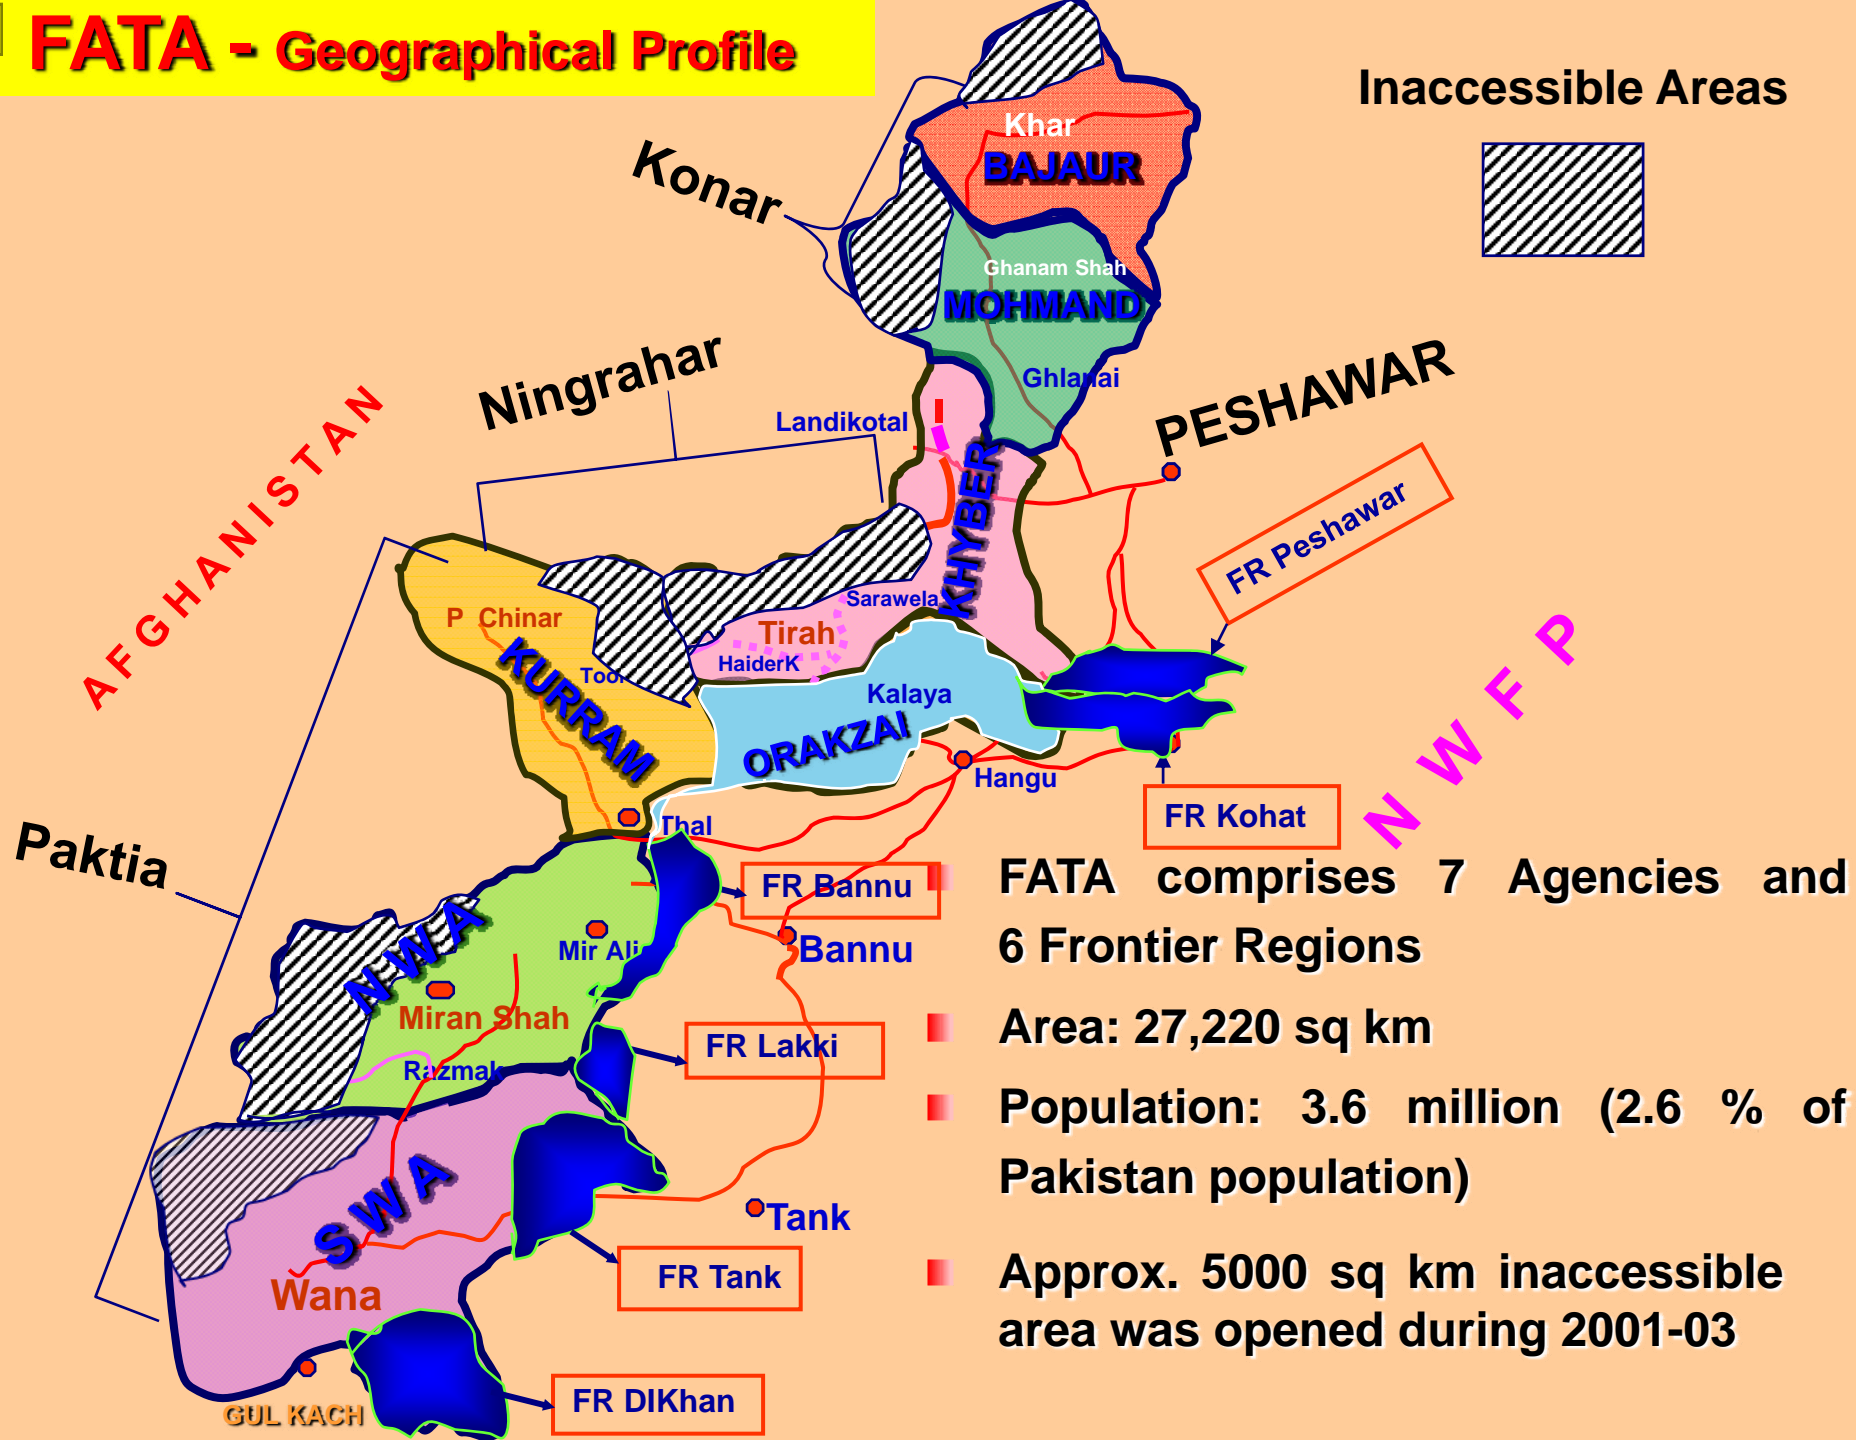 FATA - Geographical Profile
Inaccessible Areas
Khar
BAJAUR
Konar
Ghanam Shah
MOHMAND
Ningrahar
Ghlanai
PESHAWAR
Landikotal
AFGHANISTAN
KHYBER
FR Peshawar
Sarawela
P Chinar
Tirah
HaiderK
KURRAM
Kalaya
ORAKZAI
NWFP
Hangu
FR Kohat
Thal
Paktia
FR Bannu
FATA comprises 7 Agencies and
6 Frontier Regions
NWA
Mir Ali
Bannu
Miran Shah
Area: 27,220 sq km
FR Lakki
Razmak
Population: 3.6 million (2.6 % of
Pakistan population)
SWA
Tank
FR Tank
Wana
Approx. 5000 sq km inaccessible
area was opened during 2001-03
FR DIKhan
GUL KACH